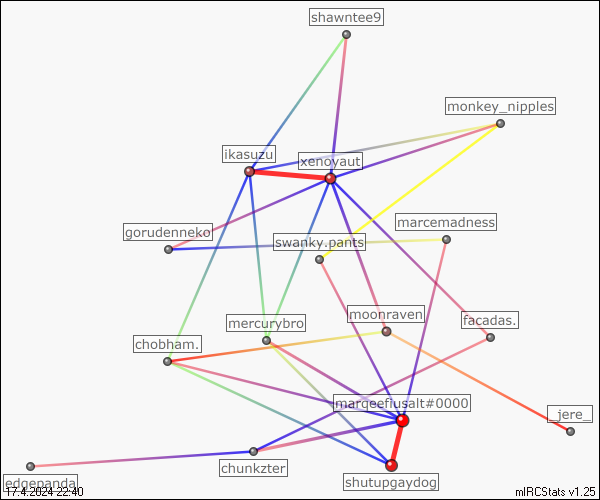 shawntee9
monkey_nipples
ikasuzu
xenoyaut
gorudenneko
marcemadness
swanky.pants
mercurybro
moonraven
facadas.
chobham.
marceeflusalt#0000
_jere_
chunkzter
edgepanda
shutupgaydog
17.4.2024 22:40
mIRCStats v1.25